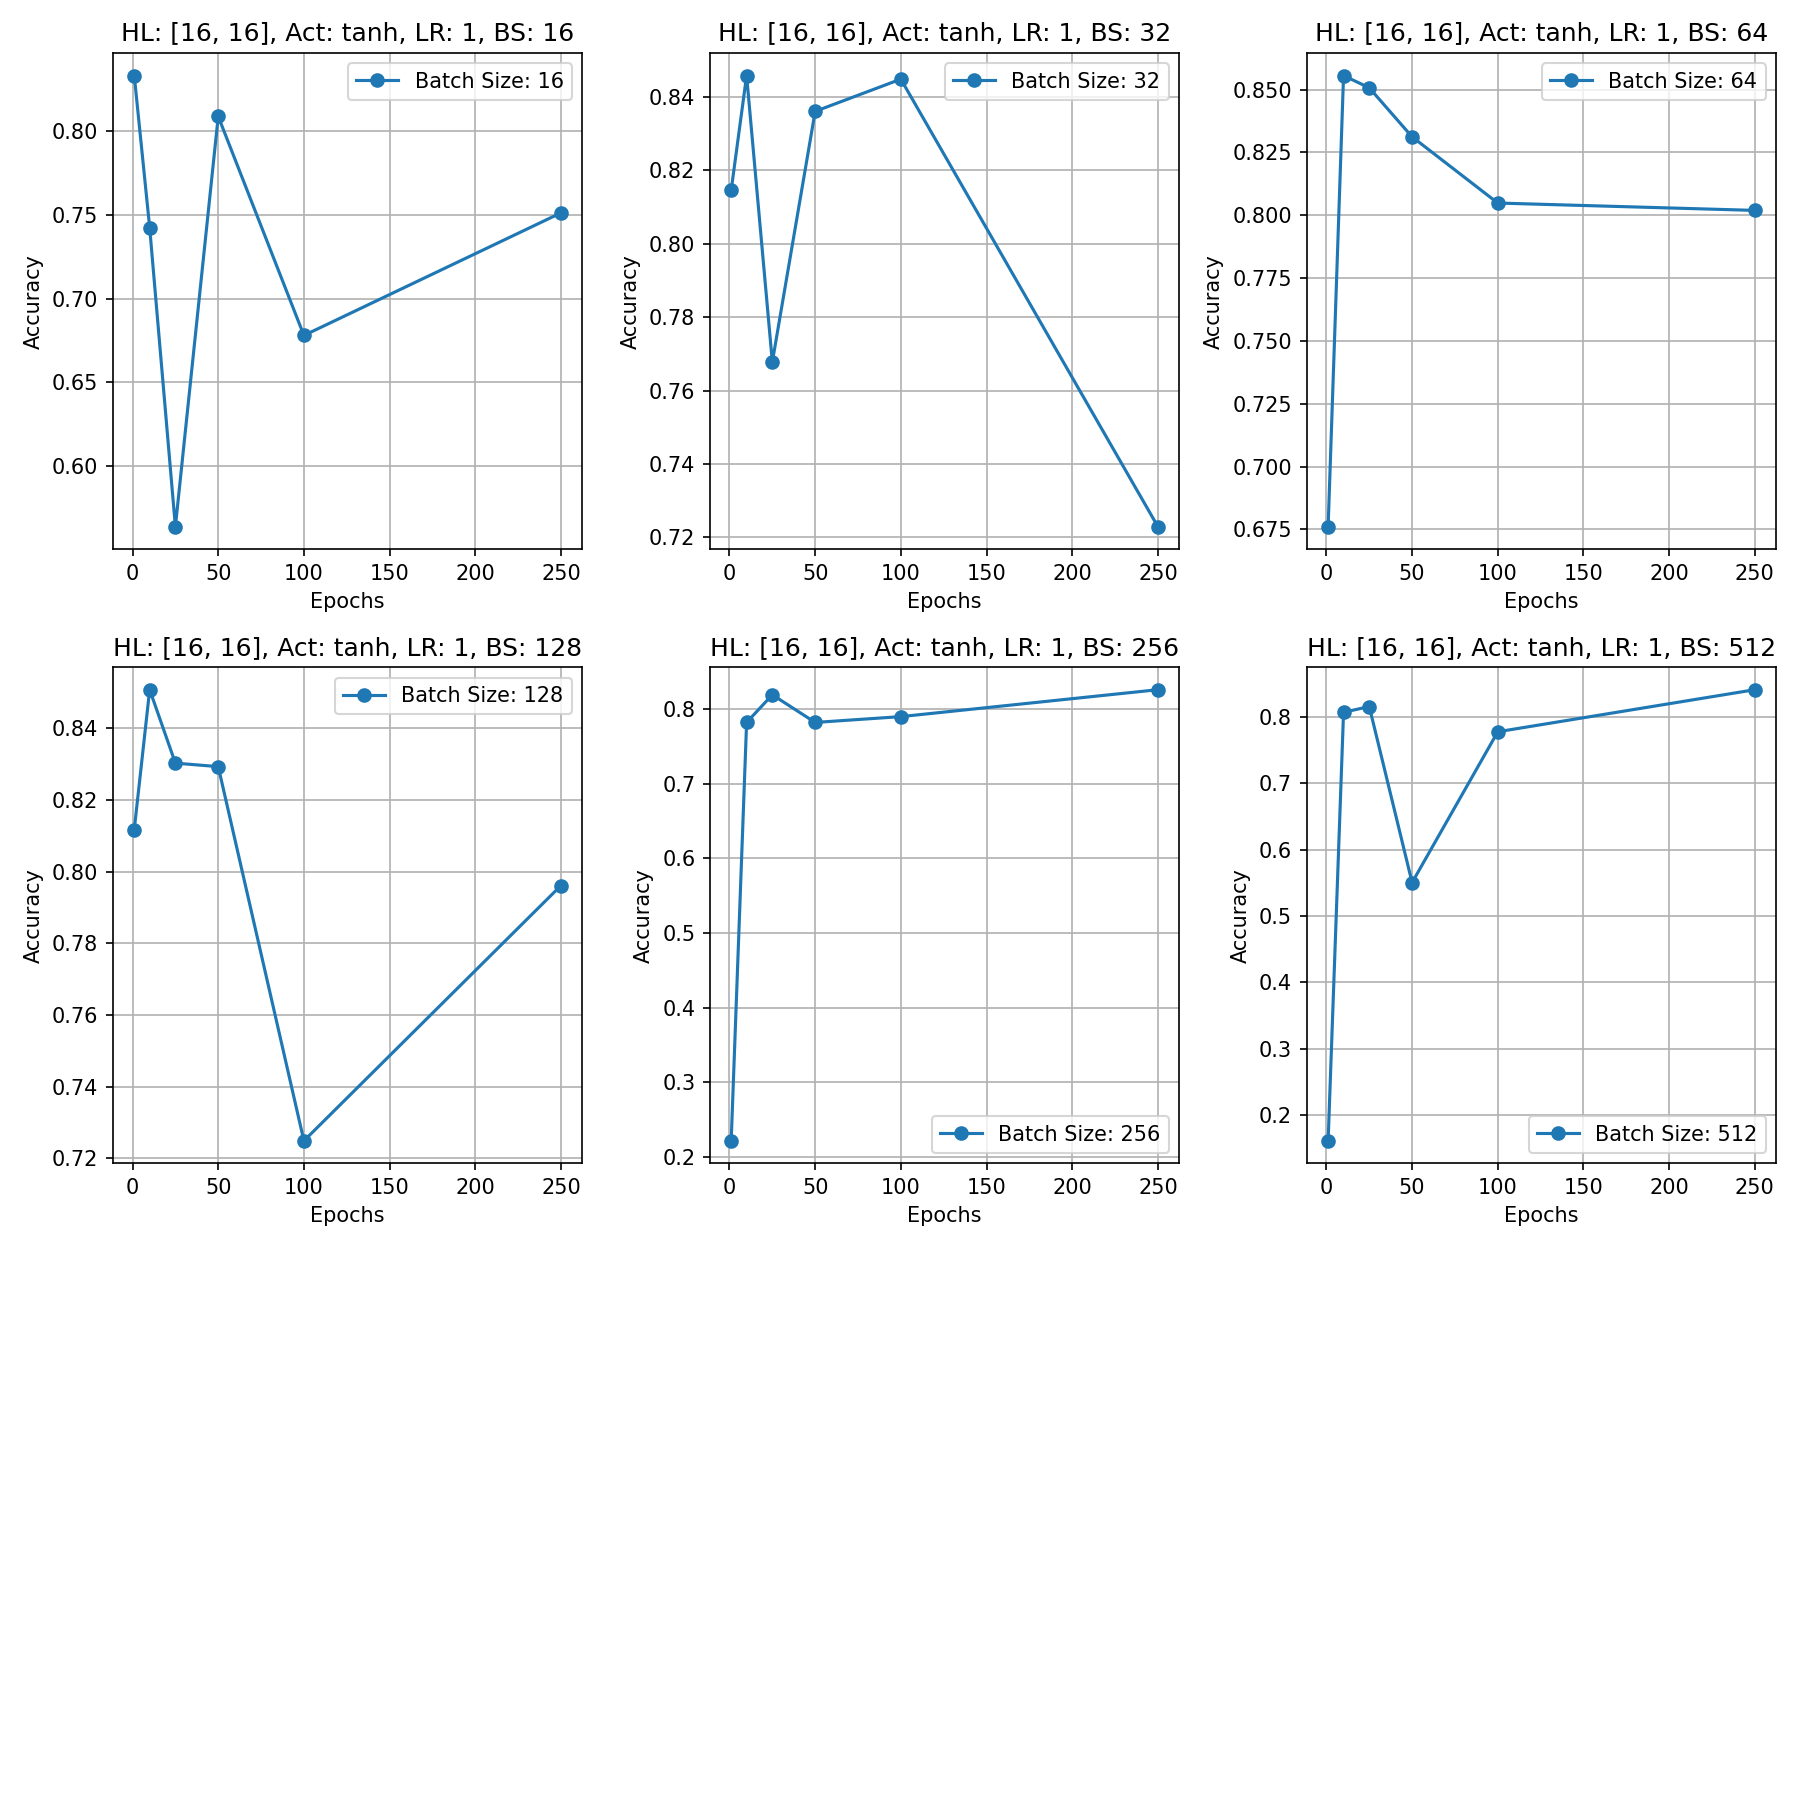 HL: [16, 16], Act: tanh, LR: 1, BS: 16
Batch Size: 16
Accuracy
0.80
0.75
0.70
0.65
0.60
0 50 100 150 200 250
Epochs
HL: [16, 16], Act: tanh, LR: 1, BS: 32
Batch Size: 32
Accuracy
0.84
0.82
0.80
0.78
0.76
0.74
0.72
0 50 100 150 200 250
Epochs
HL: [16, 16], Act: tanh, LR: 1, BS: 64
Batch Size: 64
Accuracy
0.850
0.825
0.800
0.775
0.750
0.725
0.700
0.675
0 50 100 150 200 250
Epochs
HL: [16, 16], Act: tanh, LR: 1, BS: 128
Batch Size: 128
Accuracy
0.84
0.82
0.80
0.78
0.76
0.74
0.72
0 50 100 150 200 250
Epochs
HL: [16, 16], Act: tanh, LR: 1, BS: 256
Accuracy
0.8
0.7
0.6
0.5
0.4
0.3
0.2
Batch Size: 256
0 50 100 150 200 250
Epochs
HL: [16, 16], Act: tanh, LR: 1, BS: 512
Accuracy
0.8
0.7
0.6
0.5
0.4
0.3
0.2
Batch Size: 512
0 50 100 150 200 250
Epochs